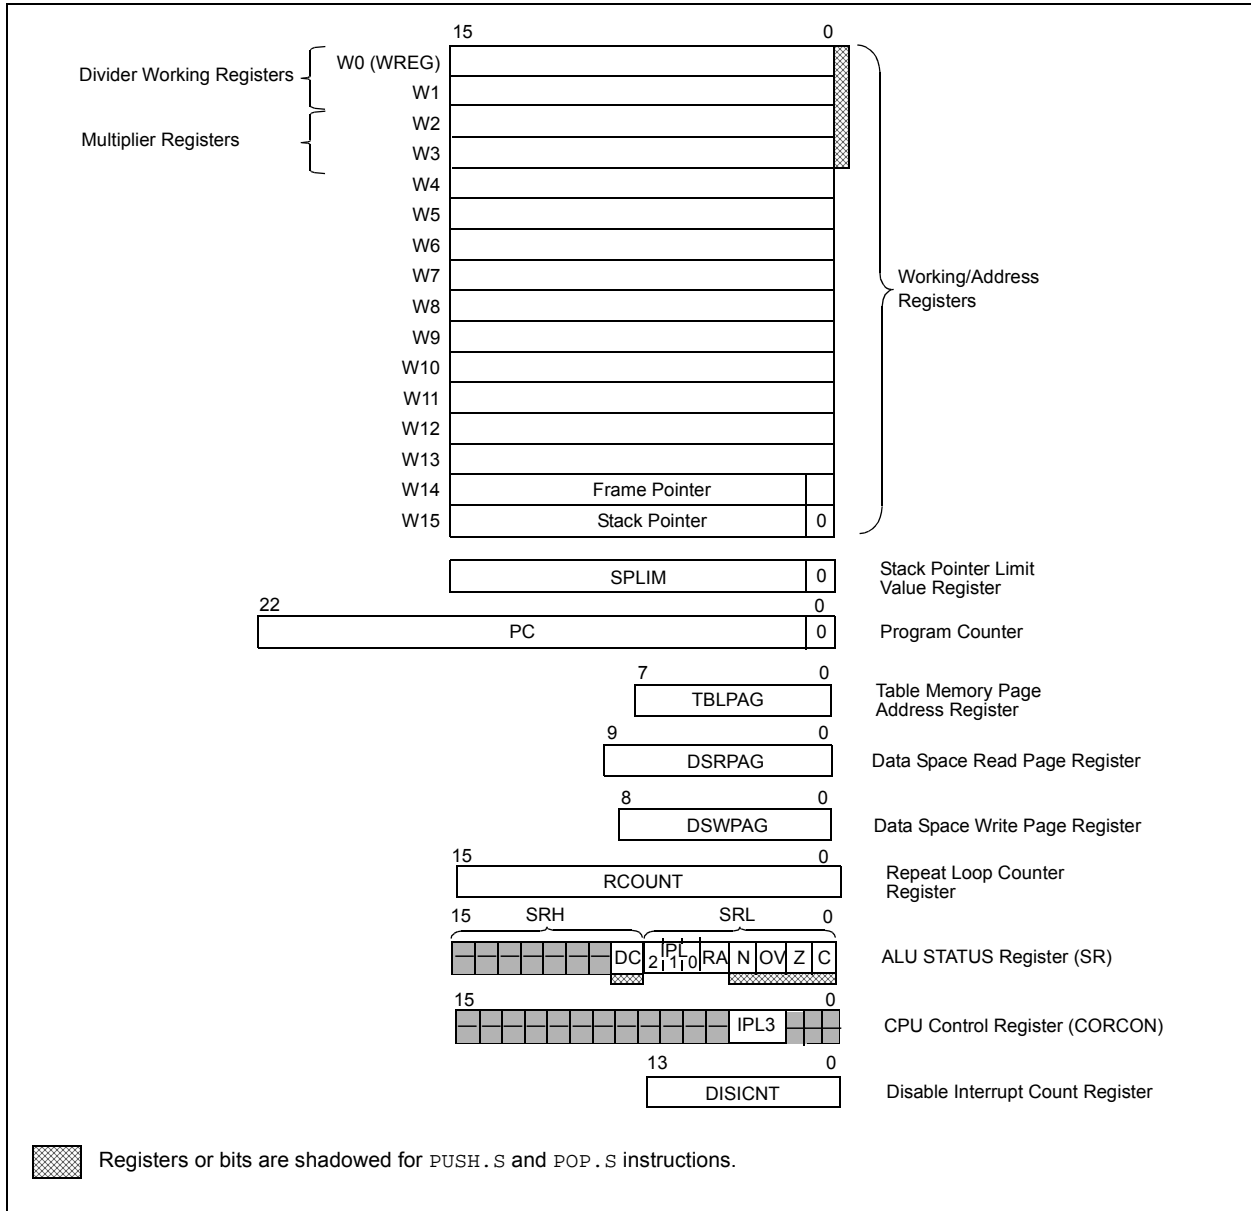 15 0
Divider Working Registers
Multiplier Registers
W0 (WREG)
W1
W2
W3
W4
W5
W6
W7
W8
W9
W10
W11
W12
W13
W14 Frame Pointer
W15 Stack Pointer 0
Working/Address
Registers
SPLIM 0
Stack Pointer Limit
Value Register
22 0
PC 0 Program Counter
7 0
TBLPAG
Table Memory Page
Address Register
9 0
DSRPAG Data Space Read Page Register
8 0
DSWPAG Data Space Write Page Register
15 0
RCOUNT
Repeat Loop Counter
Register
15 SRH SRL 0
— — — — — — — DC IPL 2 1 0 RA N OV Z C ALU STATUS Register (SR)
15 0
— — — — — — — — — — — — IPL3 — — — CPU Control Register (CORCON)
13 0
DISICNT Disable Interrupt Count Register
Registers or bits are shadowed for PUSH.S and POP.S instructions.